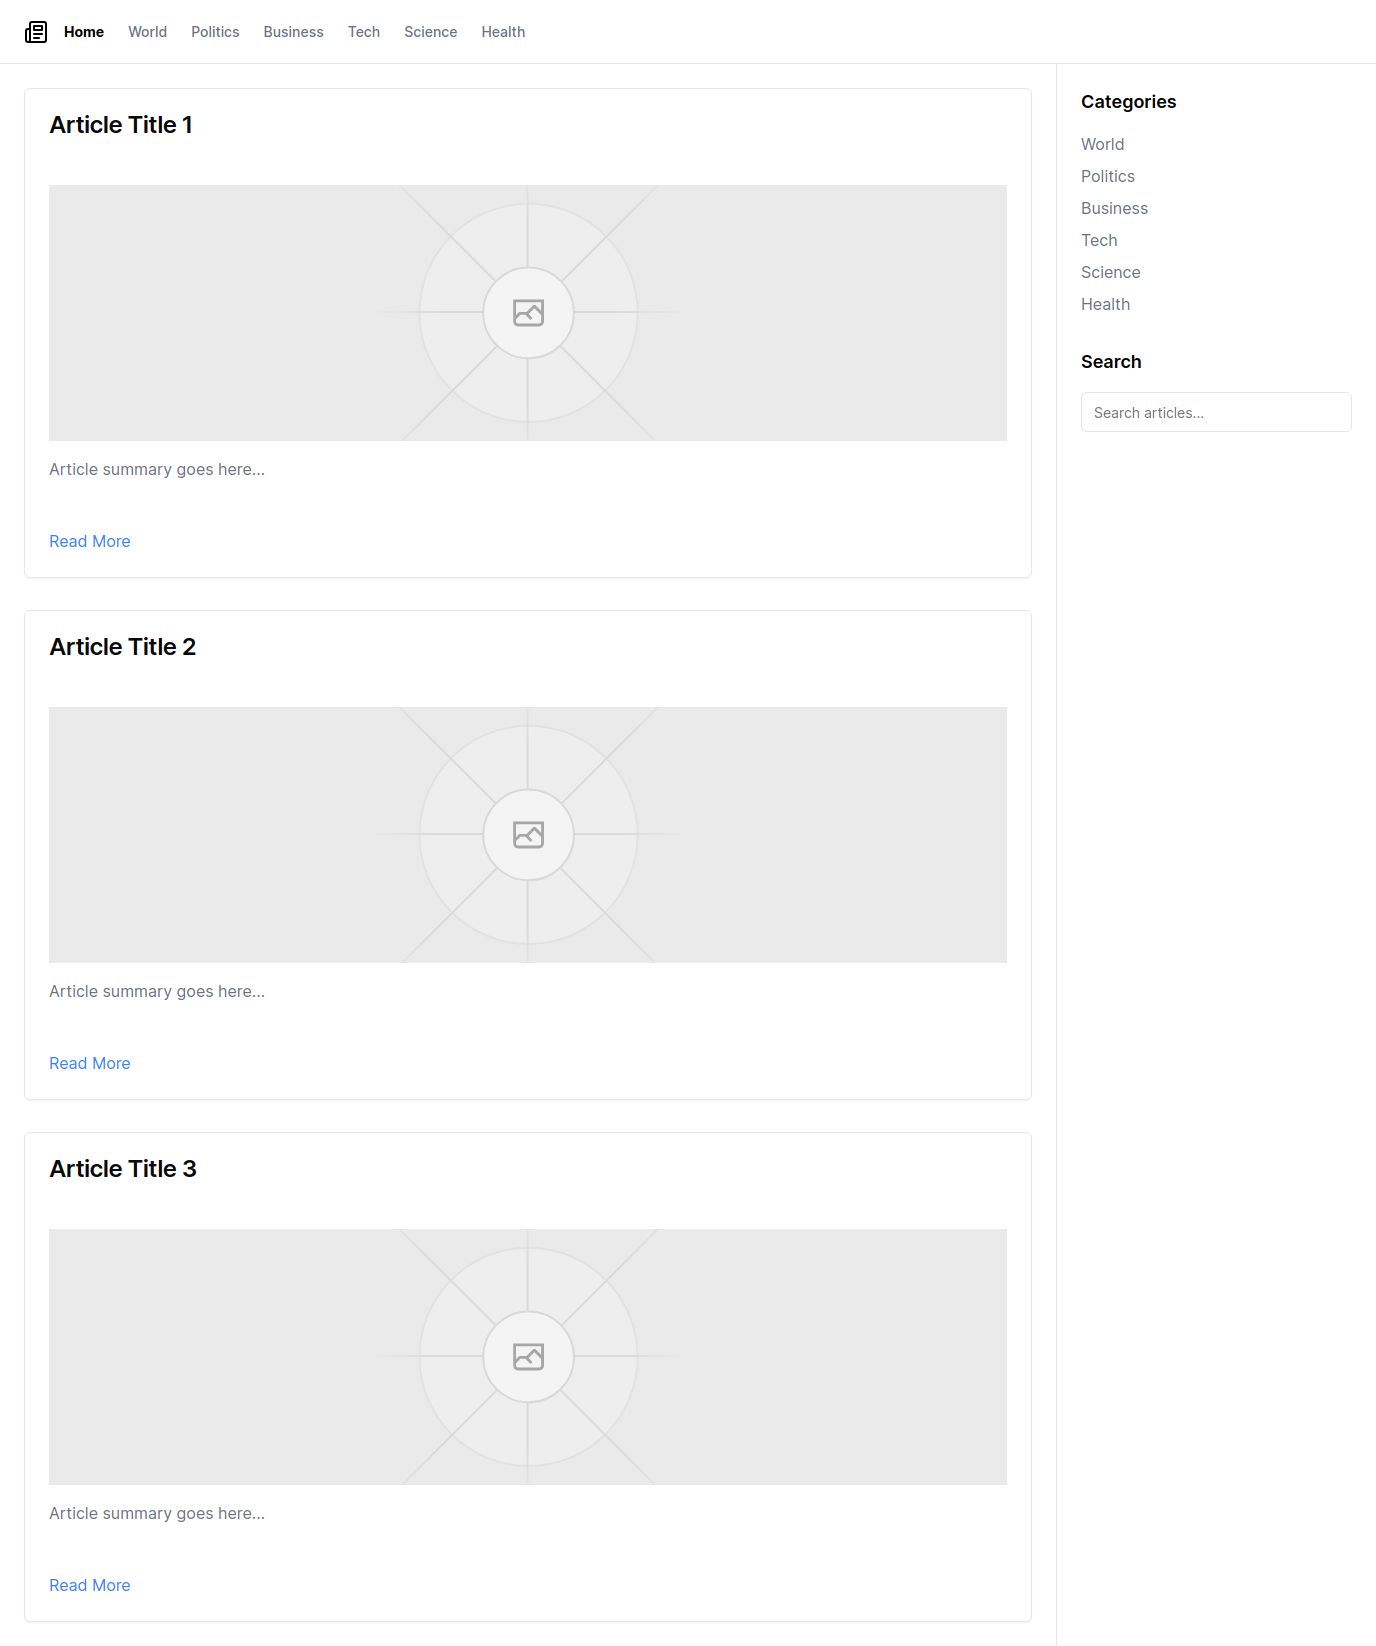 Home World Politics Business Tech Science Health
Article Title 1
Article summary goes here...
Read More
Article Title 2
Article summary goes here...
Read More
Article Title 3
Article summary goes here...
Read More
Categories
World
Politics
Business
Tech
Science
Health
Search
Search articles...